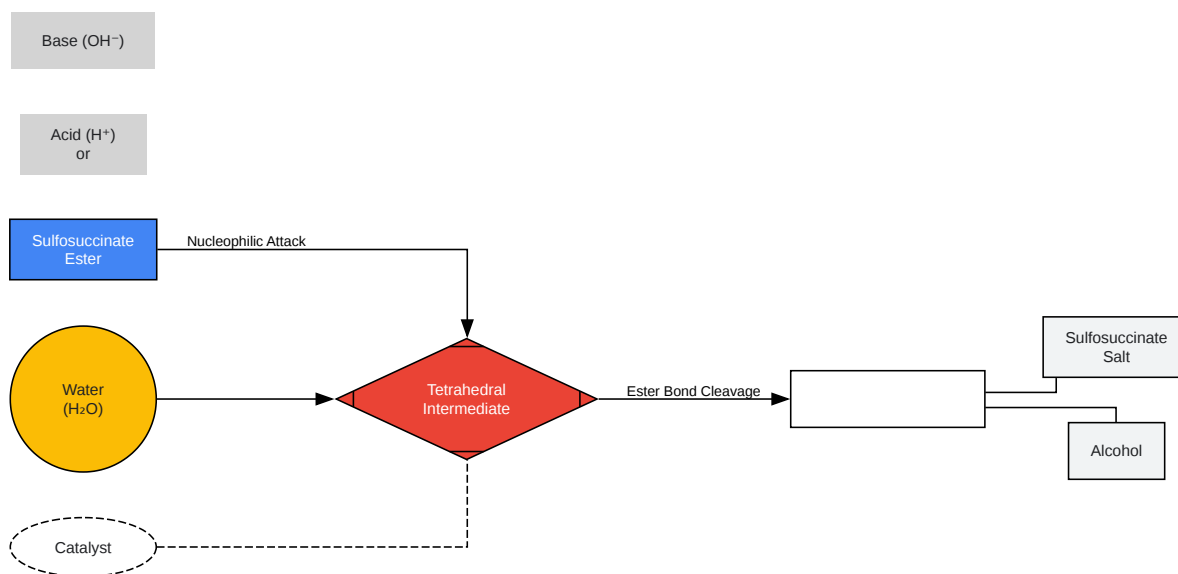 Base (OH⁻)
Acid (H⁺)
or
Sulfosuccinate
Ester
Nucleophilic Attack
Water
(H₂O)
Tetrahedral
Intermediate
Ester Bond Cleavage
Sulfosuccinate
Salt
Alcohol
Catalyst